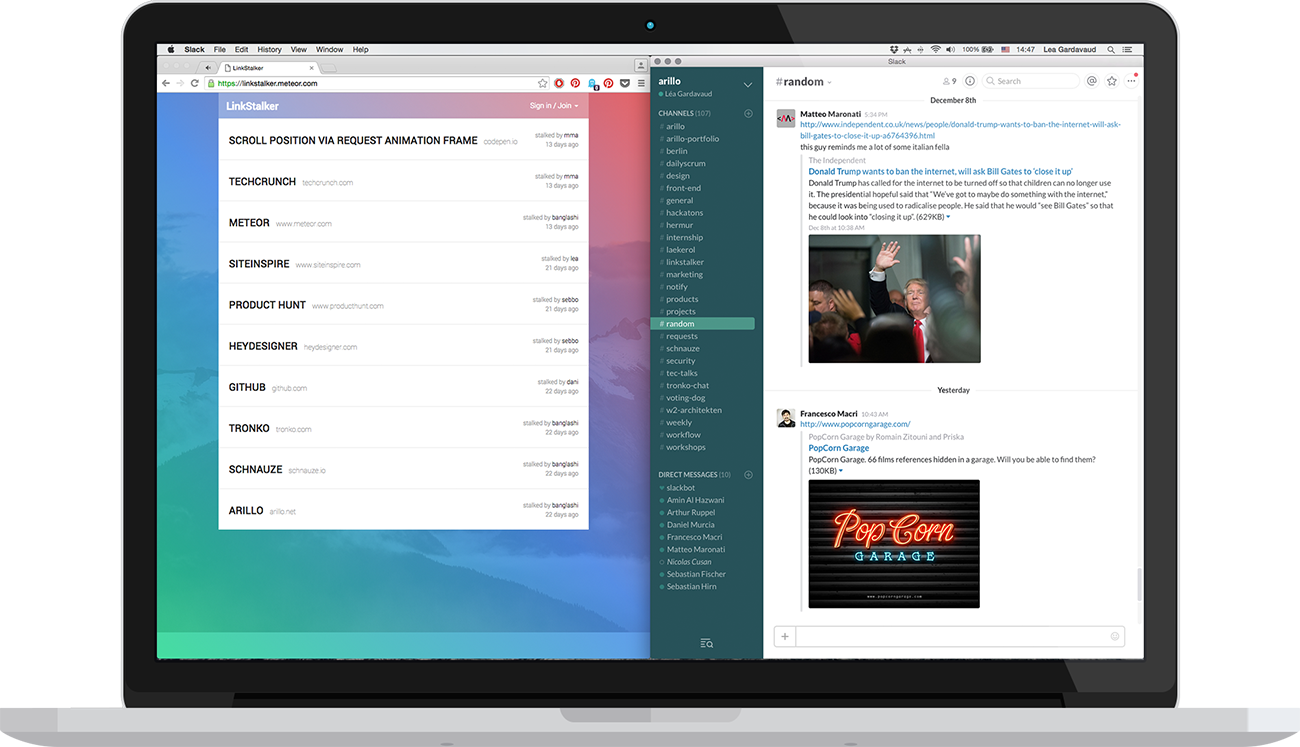 Slack File Edit History View Window Help
100% 14:47 Lea Gardavaud
LinkStalker
https://linkstalker.meteor.com
LinkStalker
Sign in / Join
SCROLL POSITION VIA REQUEST ANIMATION FRAME codepen.io
stalked by mma
13 days ago
TECHCRUNCH techcrunch.com
stalked by mma
13 days ago
METEOR www.meteor.com
stalked by banglashi
13 days ago
SITEINSPIRE www.siteinspire.com
stalked by lea
21 days ago
PRODUCT HUNT www.producthunt.com
stalked by sebbo
21 days ago
HEYDESIGNER heydesigner.com
stalked by sebbo
21 days ago
GITHUB github.com
stalked by dani
22 days ago
TRONKO tronko.com
stalked by banglashi
22 days ago
SCHNAUZE schnauze.io
stalked by banglashi
22 days ago
ARILLO arillo.net
stalked by banglashi
22 days ago
Slack
arillo
Léa Gardavaud
CHANNELS (107)
# arillo
# arillo-portfolio
# berlin
# dailyscrum
# design
# front-end
# general
# hackatons
# hermur
# internship
# laekerol
# linkstalker
# marketing
# notify
# products
# projects
# random
# requests
# schnauze
# security
# tec-talks
# tronko-chat
# voting-dog
# w2-architekten
# weekly
# workflow
# workshops
DIRECT MESSAGES (10)
slackbot
Amin Al Hazwani
Arthur Ruppel
Daniel Murcia
Francesco Macri
Matteo Maronati
Nicolas Cusan
Sebastian Fischer
Sebastian Hirn
#random
9
Search
December 8th
Matteo Maronati 5:34 PM
http://www.independent.co.uk/news/people/donald-trump-wants-to-ban-the-internet-will-ask-
bill-gates-to-close-it-up-a6764396.html
this guy reminds me a lot of some italian fella
The Independent
Donald Trump wants to ban the internet, will ask Bill Gates to 'close it up'
Donald Trump has called for the internet to be turned off so that children can no longer use
it. The presidential hopeful said that "We've got to maybe do something with the internet,"
because it was being used to radicalise people. He said that he would "see Bill Gates" so that
he could look into "closing it up". (629KB)
Dec 8th at 10:38 AM
Yesterday
Francesco Macri 10:43 AM
http://www.popcorngarage.com/
PopCorn Garage by Romain Zitouni and Priska
PopCorn Garage
PopCorn Garage. 66 films references hidden in a garage. Will you be able to find them?
(130KB)
Pop Corn
GARAGE
www.popcorngarage.com